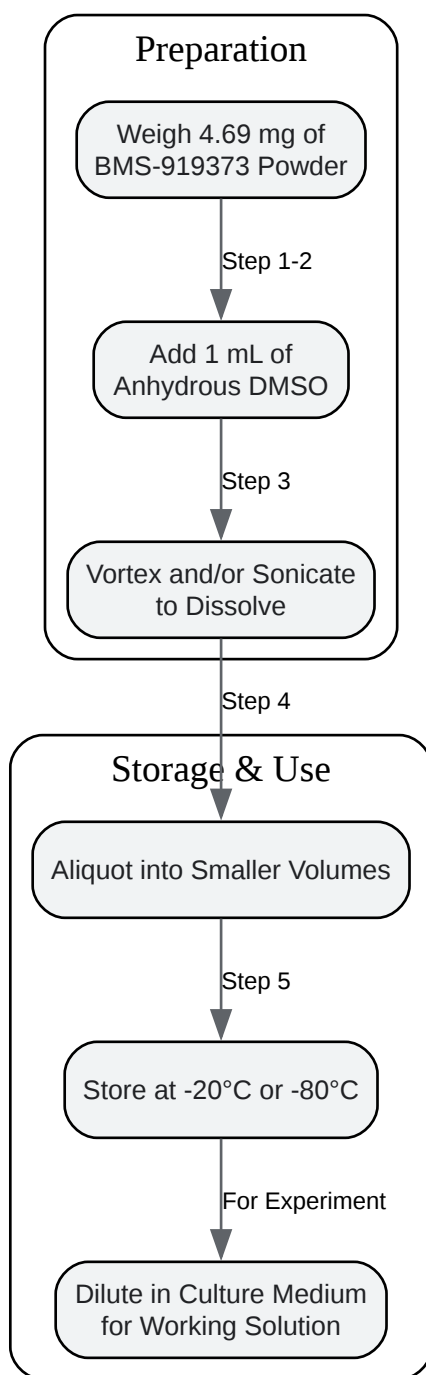 Preparation
Weigh 4.69 mg of
BMS-919373 Powder
Step 1-2
Add 1 mL of
Anhydrous DMSO
Step 3
Vortex and/or Sonicate
to Dissolve
Step 4
Storage & Use
Aliquot into Smaller Volumes
Step 5
Store at -20°C or -80°C
For Experiment
Dilute in Culture Medium
for Working Solution